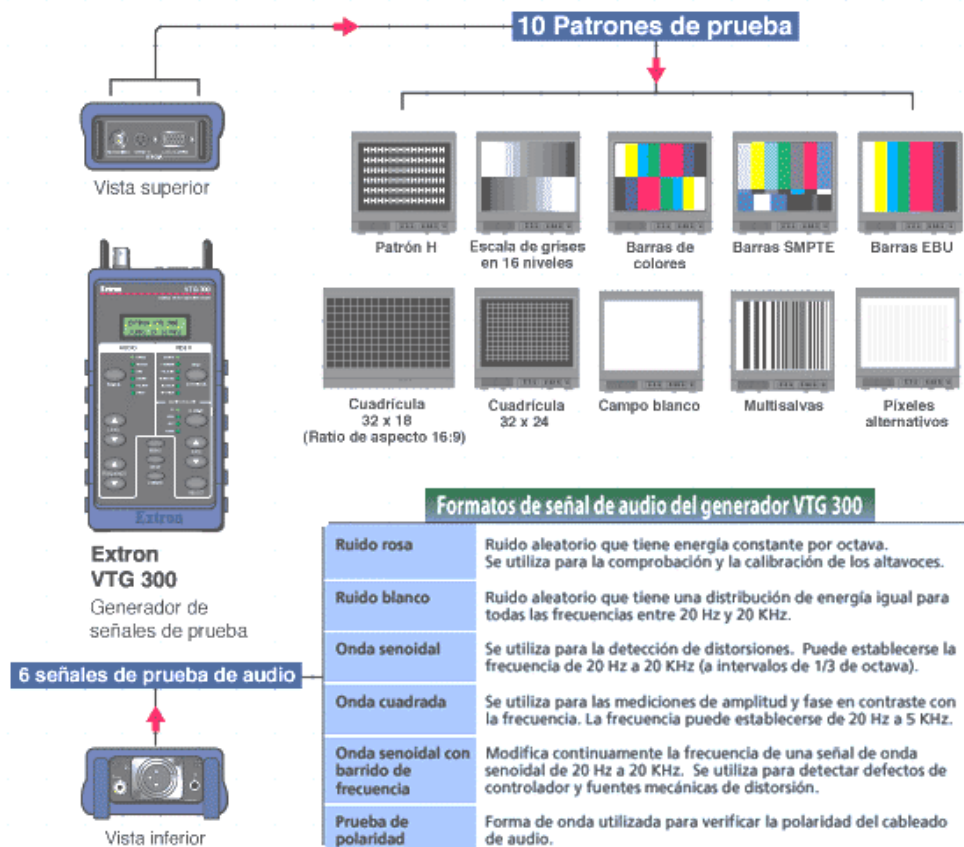 10 Patrones de prueba
Vista superior
Patrón H
Escala de grises
en 16 niveles
Barras de
colores
Barras SMPTE
Barras EBU
Extron
VTG 300
AUDIO
Cuadrícula
32 x 18
(Ratio de aspecto 16:9)
Cuadrícula
32 x 24
Campo blanco
Multisalvas
Píxeles
alternativos
Extron
Extron
VTG 300
Generador de
señales de prueba
6 señales de prueba de audio
Vista inferior
Formatos de señal de audio del generador VTG 300
Ruido rosa
Ruido aleatorio que tiene energía constante por octava.
Se utiliza para la comprobación y la calibración de los altavoces.
Ruido blanco
Ruido aleatorio que tiene una distribución de energía igual para
todas las frecuencias entre 20 Hz y 20 KHz.
Onda senoidal
Se utiliza para la detección de distorsiones. Puede establecerse la
frecuencia de 20 Hz a 20 KHz (a intervalos de 1/3 de octava).
Onda cuadrada
Se utiliza para las mediciones de amplitud y fase en contraste con
la frecuencia. La frecuencia puede establecerse de 20 Hz a 5 KHz.
Onda senoidal con
barrido de
frecuencia
Modifica continuamente la frecuencia de una señal de onda
senoidal de 20 Hz a 20 KHz. Se utiliza para detectar defectos de
controlador y fuentes mecánicas de distorsión.
Prueba de
polaridad
Forma de onda utilizada para verificar la polaridad del cableado
de audio.